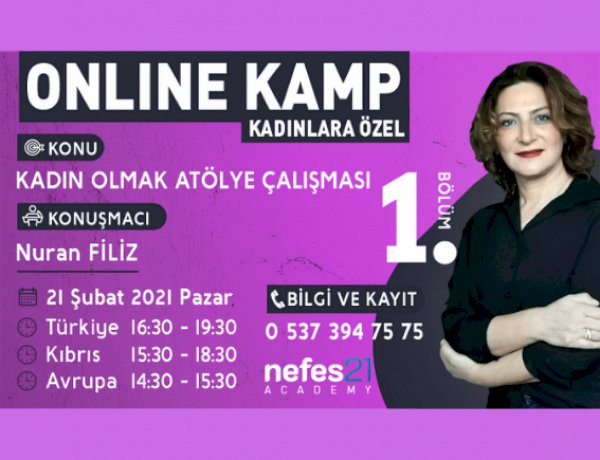 ONLINE KAMP
KADINLARA ÖZEL
KONU
KADIN OLMAK ATÖLYE ÇALIŞMASI
KONUŞMACI
Nuran FİLİZ
1.
BÖLÜM
21 Şubat 2021 Pazar
Türkiye 16:30 - 19:30
Kıbrıs 15:30 - 18:30
Avrupa 14:30 - 15:30
BİLGİ VE KAYIT
0 537 394 75 75
nefes21
ACADEMY